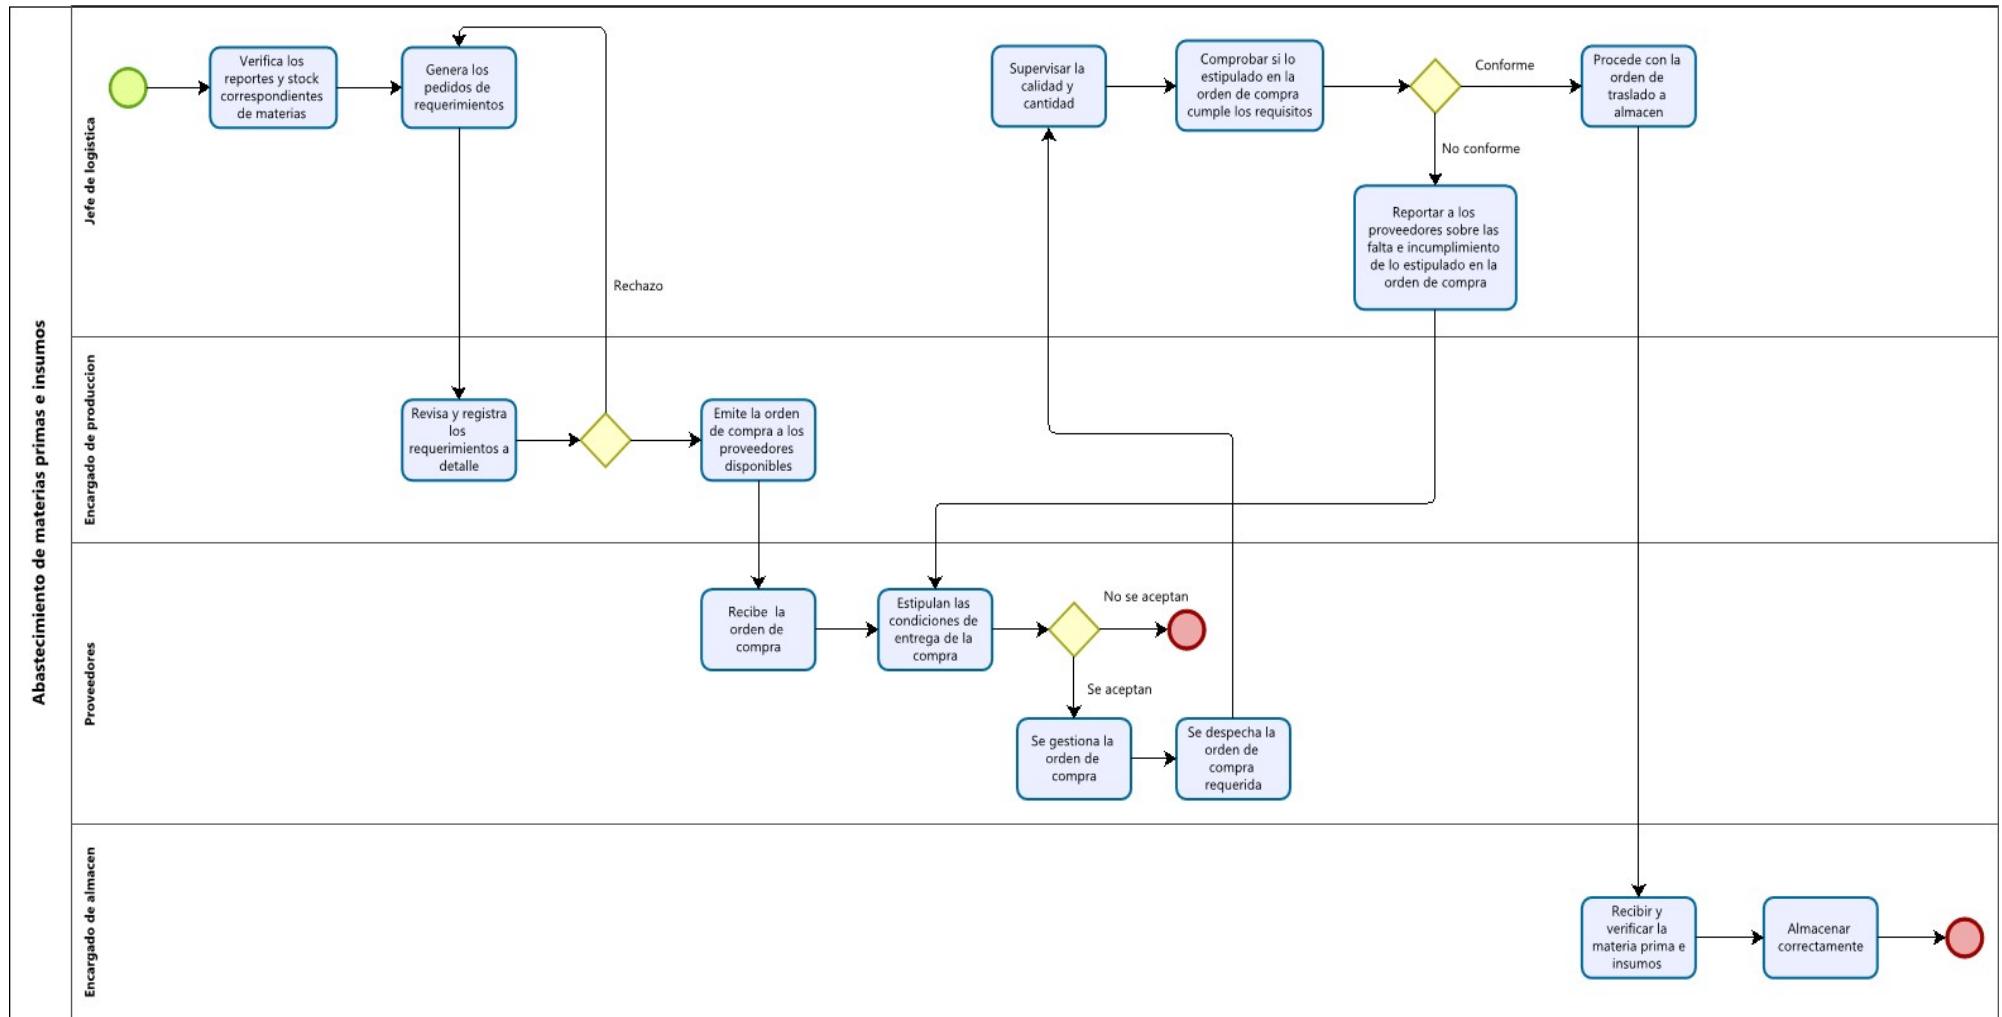 Abastecimiento de materias primas e insumos
Jefe de logistica
Verifica los
reportes y stock
correspondientes
de materias
Genera los
pedidos de
requerimientos
Rechazo
Supervisar la
calidad y
cantidad
Comprobar si lo
estipulado en la
orden de compra
cumple los requisitos
Conforme
No conforme
Procede con la
orden de
traslado a
almacen
Reportar a los
proveedores sobre las
falta e incumplimiento
de lo estipulado en la
orden de compra
Encargado de produccion
Revisa y registra
los
requerimientos a
detalle
Emite la orden
de compra a los
proveedores
disponibles
Proveedores
Recibe la
orden de
compra
Estipulan las
condiciones de
entrega de la
compra
No se aceptan
Se aceptan
Se gestiona la
orden de
compra
Se despecha la
orden de
compra
requerida
Encargado de almacen
Recibir y
verificar la
materia prima e
insumos
Almacenar
correctamente